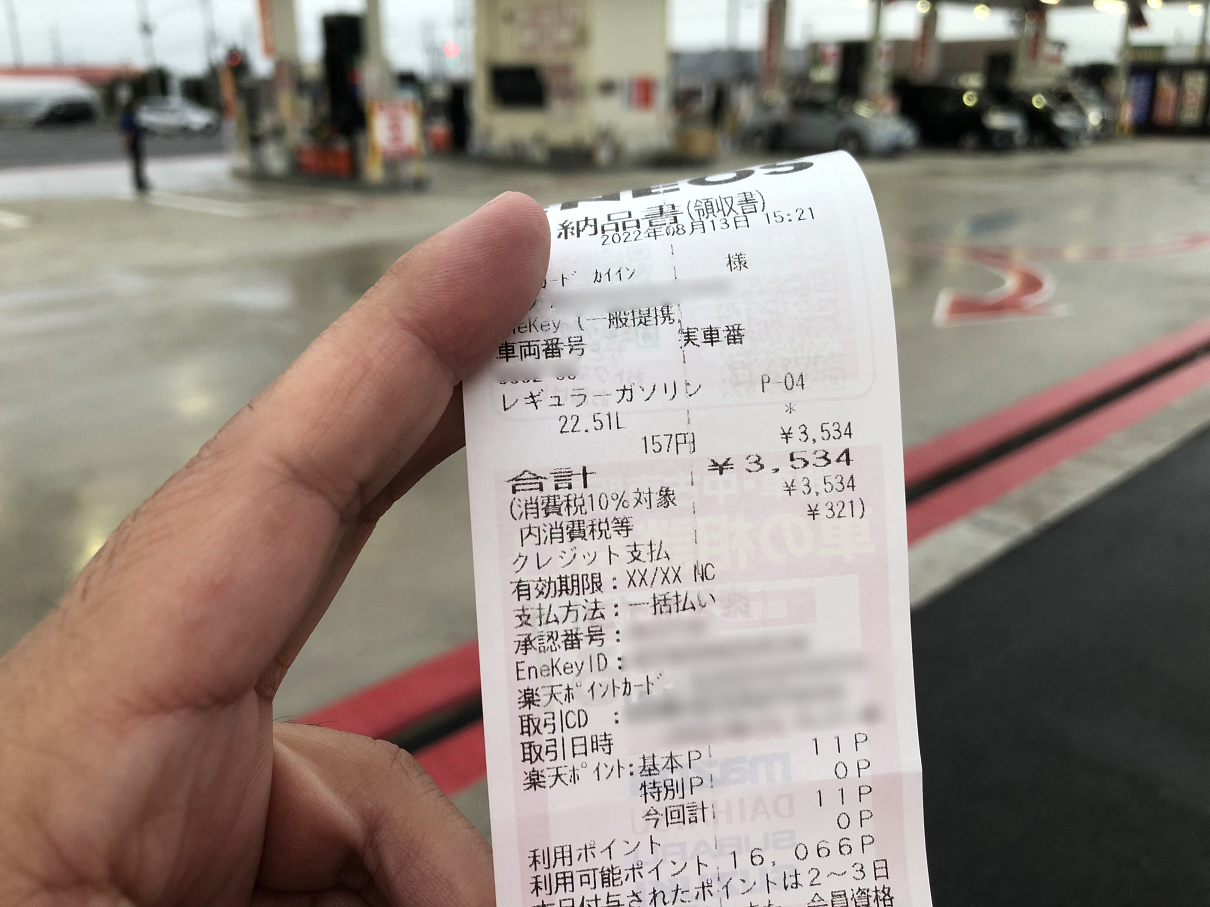 ENEOS
納品書(領収書)
2022年08月13日 15:21
カード カイイン 様
EneKey (一般提携
車両番号 実車番
レギュラーガソリン P-04
22.51L *
157円 ¥3,534
合計 ¥3,534
(消費税10%対象 ¥3,534
内消費税等 ¥321)
クレジット支払
有効期限:XX/XX NC
支払方法:一括払い
承認番号:
EneKeyID:
楽天ポイントカード
取引CD :
取引日時
楽天ポイント:基本P 11P
特別P 0P
今回計 11P
利用ポイント 0P
利用可能ポイント 16,066P
本日付与されたポイントは2~3日
会員資格